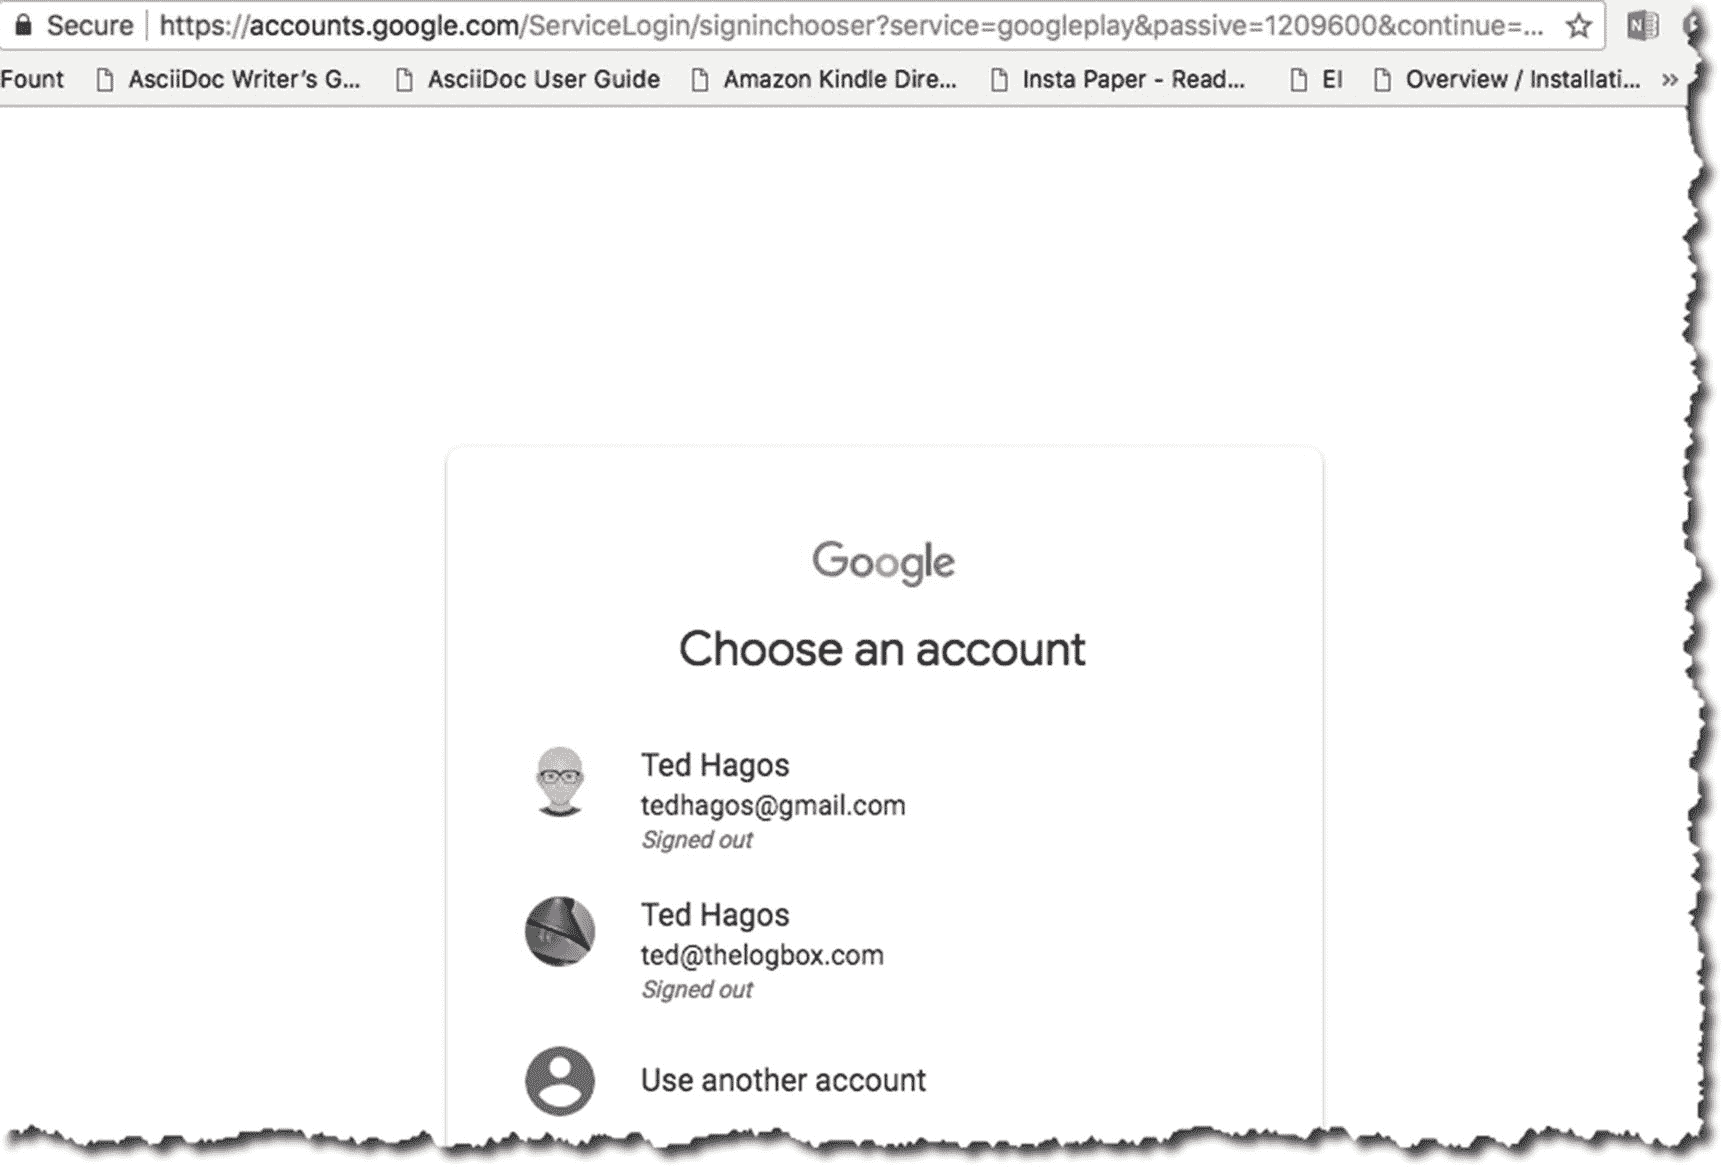 Secure https://accounts.google.com/ServiceLogin/signinchooser?service=googleplay&passive=1209600&continue=...
Fount AsciiDoc Writer's G... AsciiDoc User Guide Amazon Kindle Dire... Insta Paper - Read... EI Overview / Installati... »
Google
Choose an account
Ted Hagos
tedhagos@gmail.com
Signed out
Ted Hagos
ted@thelogbox.com
Signed out
Use another account